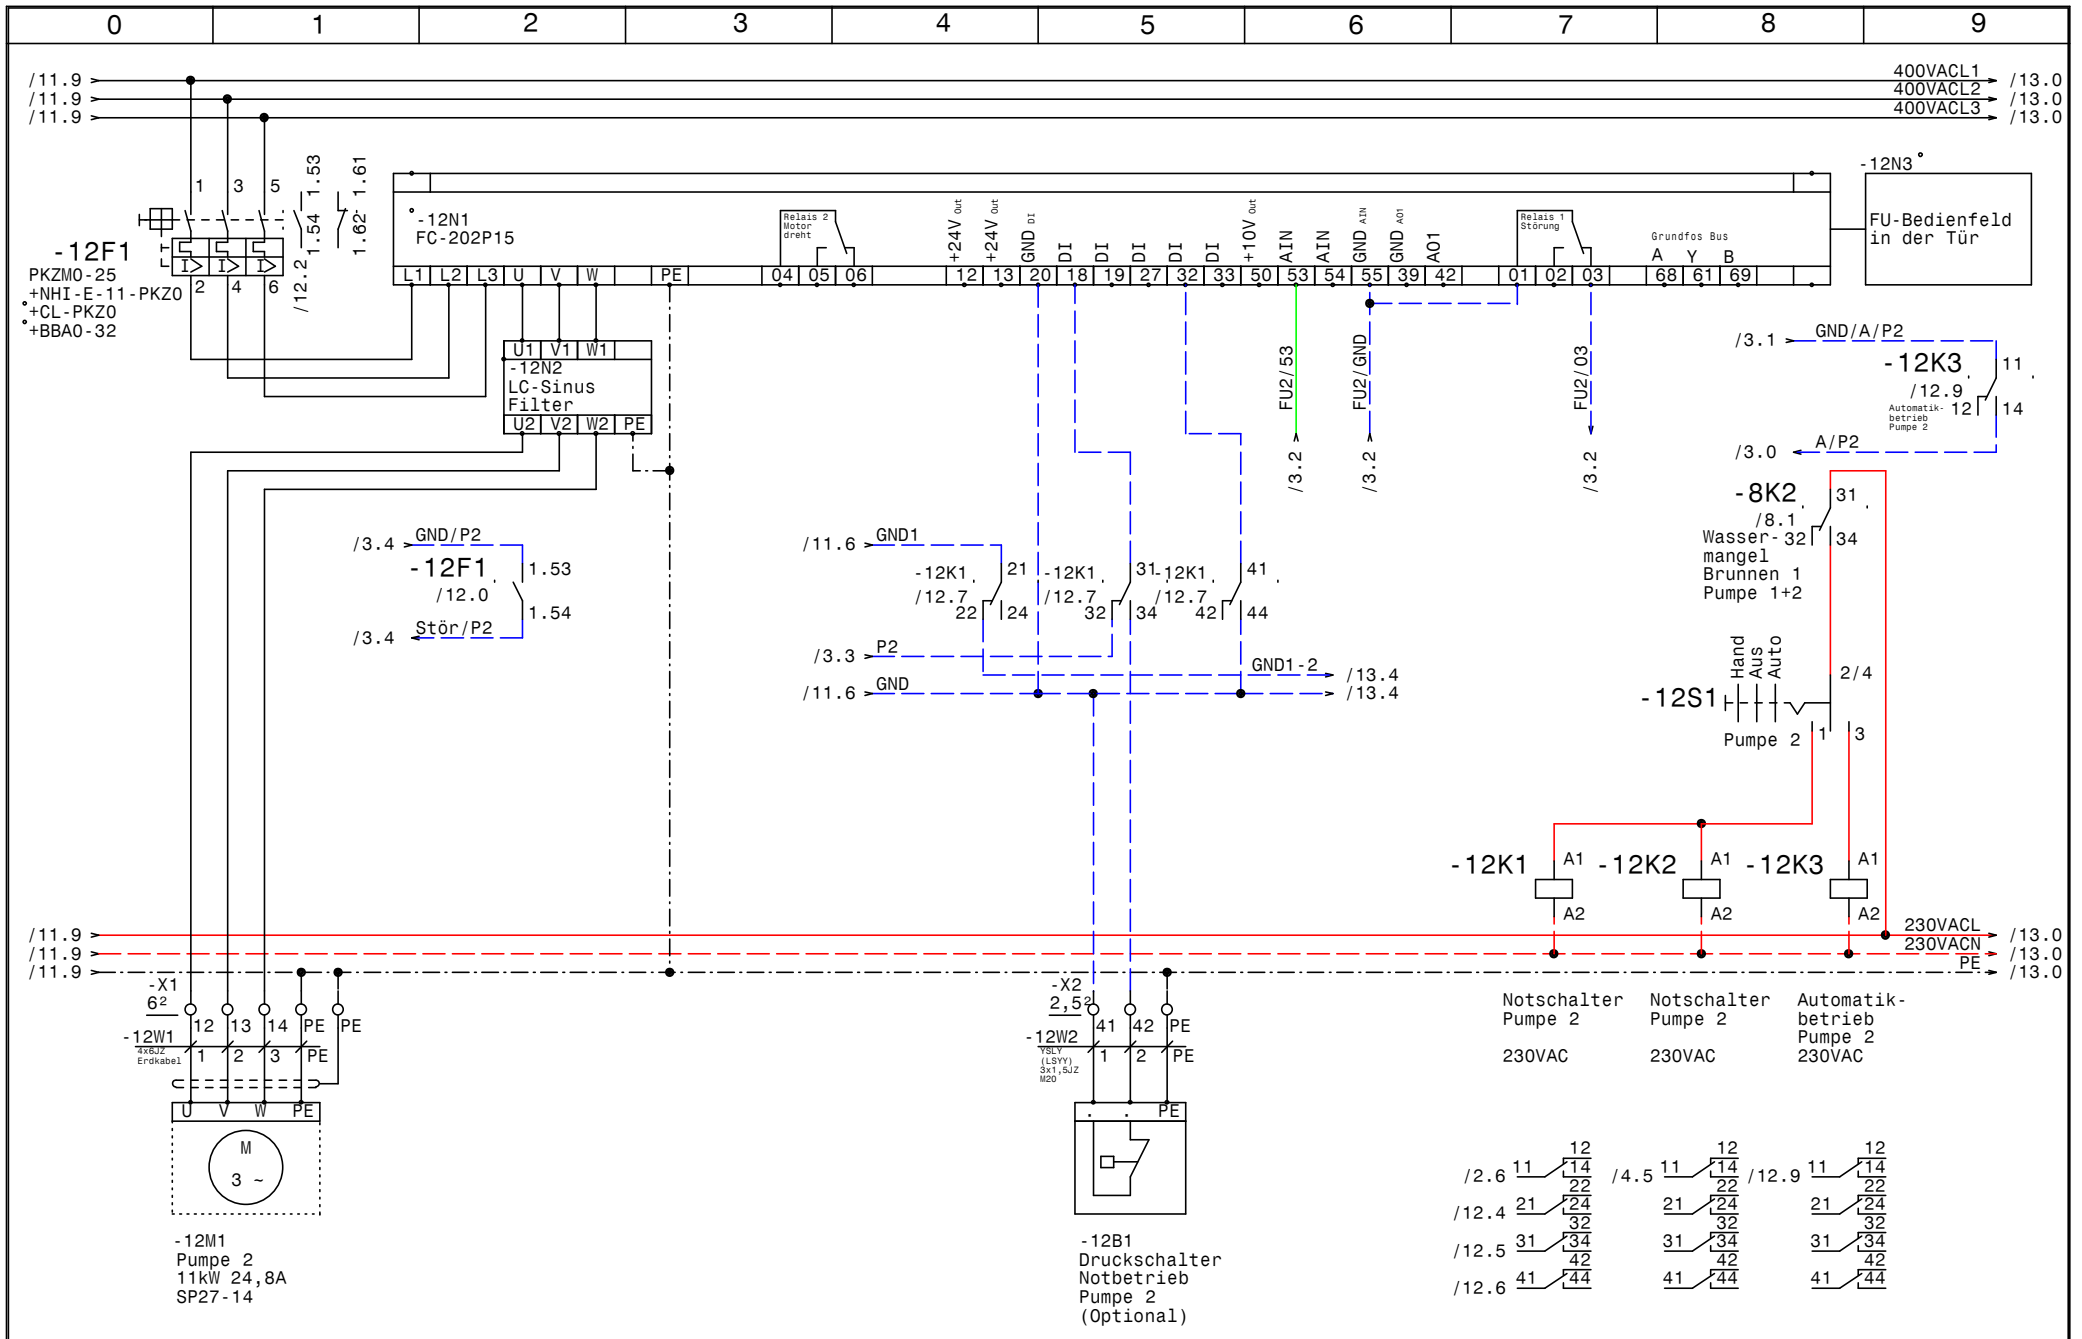 0 1 2 3 4 5 6 7 8 9
/11.9 400VACL1 /13.0
/11.9 400VACL2 /13.0
/11.9 400VACL3 /13.0
1 3 5 1.53 1.61
1.54 1.62
-12F1
PKZM0-25
+NHI-E-11-PKZ0
+CL-PKZ0
+BBA0-32
2 4 6 /12.2
I> I> I>
-12N1
FC-202P15
Relais 2
Motor
dreht
+24V Out
+24V Out
GND DI
DI
DI
DI
DI
DI
+10V Out
AIN
AIN
GND AIN
GND AO1
AO1
Relais 1
Störung
Grundfos Bus
A Y B
L1 L2 L3 U V W PE 04 05 06 12 13 20 18 19 27 32 33 50 53 54 55 39 42 01 02 03 68 61 69
-12N3
FU-Bedienfeld
in der Tür
U1 V1 W1
-12N2
LC-Sinus
Filter
U2 V2 W2 PE
FU2/53
/3.2
FU2/GND
/3.2
FU2/03
/3.2
/3.1 GND/A/P2
-12K3 11
/12.9
Automatik-
betrieb
Pumpe 2
12 14
/3.0 A/P2
-8K2 31
/8.1
Wasser-
mangel
Brunnen 1
Pumpe 1+2
32 34
/3.4 GND/P2
-12F1 1.53
/12.0
1.54
/3.4 Stör/P2
/11.6 GND1
-12K1 21 -12K1 31 -12K1 41
/12.7 /12.7 /12.7
22 24 32 34 42 44
/3.3 P2
GND1-2 /13.4
/11.6 GND /13.4
Hand
Aus
Auto
2/4
-12S1
Pumpe 2 1 3
-12K1 A1 -12K2 A1 -12K3 A1
A2 A2 A2
/11.9 230VACL /13.0
/11.9 230VACN /13.0
/11.9 PE /13.0
-X1
6²
12 13 14 PE PE
-12W1
4x6JZ
Erdkabel
1 2 3 PE
U V W PE
M
3 ~
-12M1
Pumpe 2
11kW 24,8A
SP27-14
-X2
2,5²
41 42 PE
-12W2
YSLY
(LSYY)
3x1,5JZ
M20
1 2 PE
. . PE
-12B1
Druckschalter
Notbetrieb
Pumpe 2
(Optional)
Notschalter
Pumpe 2
230VAC
Notschalter
Pumpe 2
230VAC
Automatik-
betrieb
Pumpe 2
230VAC
12 12 12
/2.6 11 14 /4.5 11 14 /12.9 11 14
22 22 22
/12.4 21 24 21 24 21 24
32 32 32
/12.5 31 34 31 34 31 34
42 42 42
/12.6 41 44 41 44 41 44